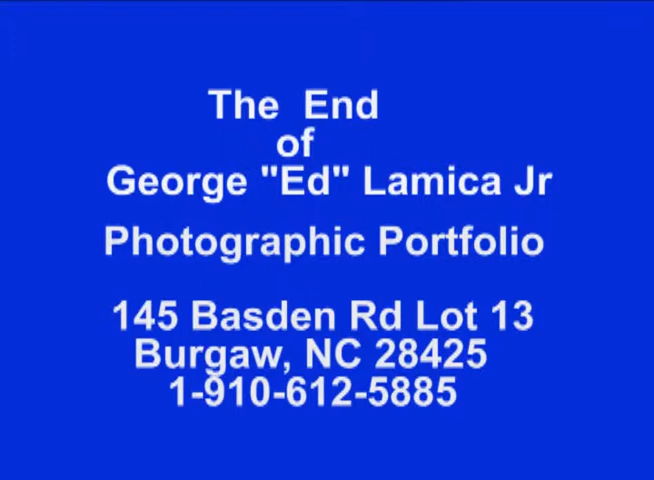 The End
of
George "Ed" Lamica Jr
Photographic Portfolio
145 Basden Rd Lot 13
Burgaw, NC 28425
1-910-612-5885